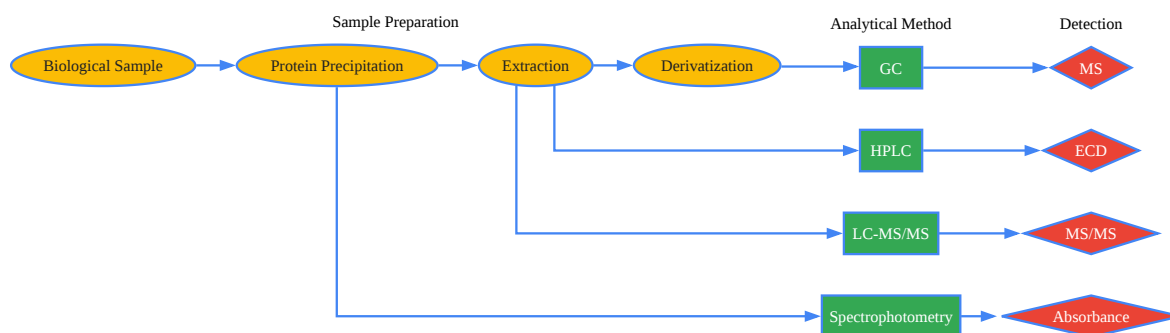 Sample Preparation
Analytical Method
Detection
Biological Sample
Protein Precipitation
Extraction
Derivatization
GC
MS
HPLC
ECD
LC-MS/MS
MS/MS
Spectrophotometry
Absorbance